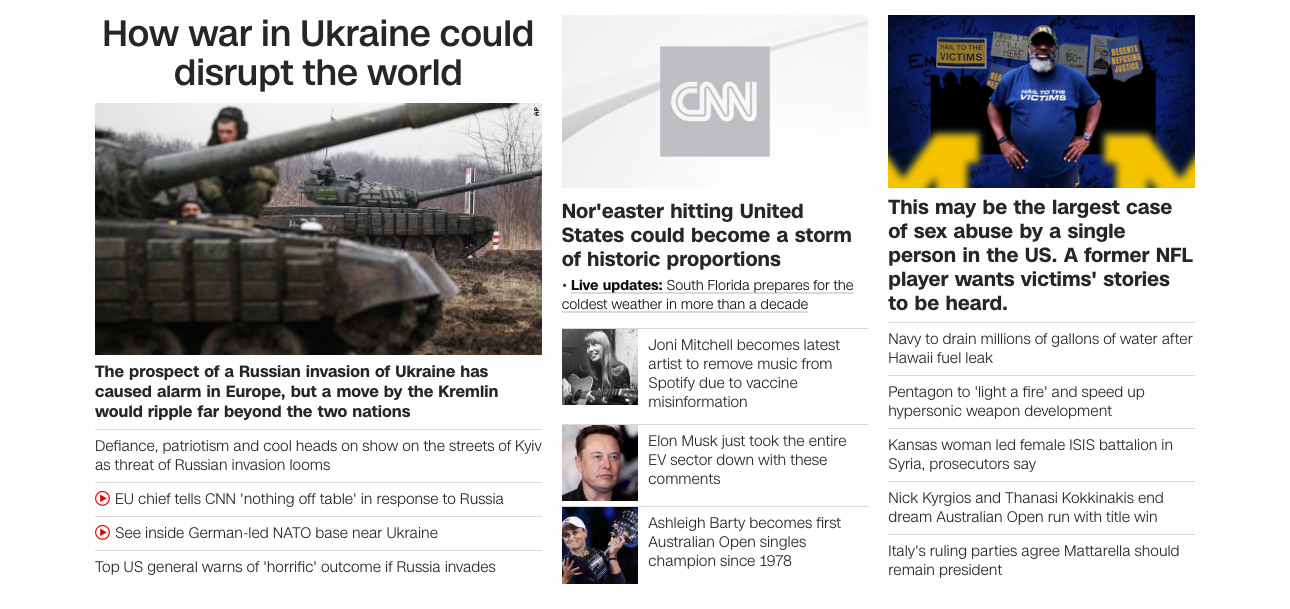 How war in Ukraine could
disrupt the world
AP
The prospect of a Russian invasion of Ukraine has
caused alarm in Europe, but a move by the Kremlin
would ripple far beyond the two nations
Defiance, patriotism and cool heads on show on the streets of Kyiv
as threat of Russian invasion looms
EU chief tells CNN 'nothing off table' in response to Russia
See inside German-led NATO base near Ukraine
Top US general warns of 'horrific' outcome if Russia invades
CNN
Nor'easter hitting United
States could become a storm
of historic proportions
• Live updates: South Florida prepares for the
coldest weather in more than a decade
Joni Mitchell becomes latest
artist to remove music from
Spotify due to vaccine
misinformation
Elon Musk just took the entire
EV sector down with these
comments
Ashleigh Barty becomes first
Australian Open singles
champion since 1978
HAIL TO THE
VICTIMS
STILL
HERE
950+
REGENTS
REFUSING
JUSTICE
HAIL TO THE
VICTIMS
M M
This may be the largest case
of sex abuse by a single
person in the US. A former NFL
player wants victims' stories
to be heard.
Navy to drain millions of gallons of water after
Hawaii fuel leak
Pentagon to 'light a fire' and speed up
hypersonic weapon development
Kansas woman led female ISIS battalion in
Syria, prosecutors say
Nick Kyrgios and Thanasi Kokkinakis end
dream Australian Open run with title win
Italy's ruling parties agree Mattarella should
remain president